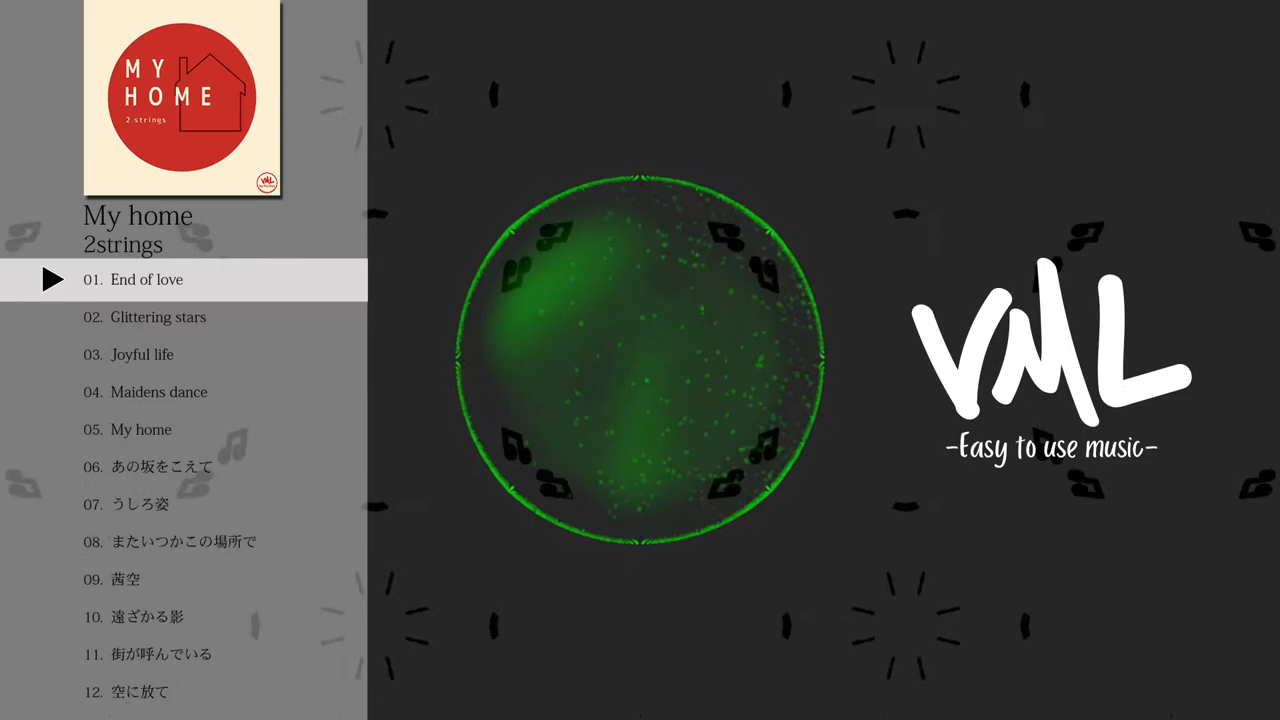 MY
HOME
2 strings
VML
My home
2strings
01. End of love
02. Glittering stars
03. Joyful life
04. Maidens dance
05. My home
06. あの坂をこえて
07. うしろ姿
08. またいつかこの場所で
09. 茜空
10. 遠ざかる影
11. 街が呼んでいる
12. 空に放て
VML
-Easy to use music-